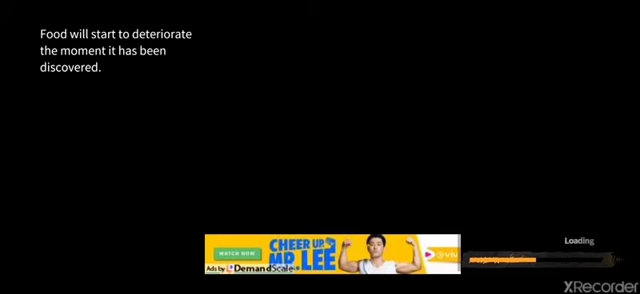 Food will start to deteriorate
the moment it has been
discovered.
Loading
WATCH NOW
CHEER UP,
MR. LEE
viu
Ads by DemandScale
XRecorder